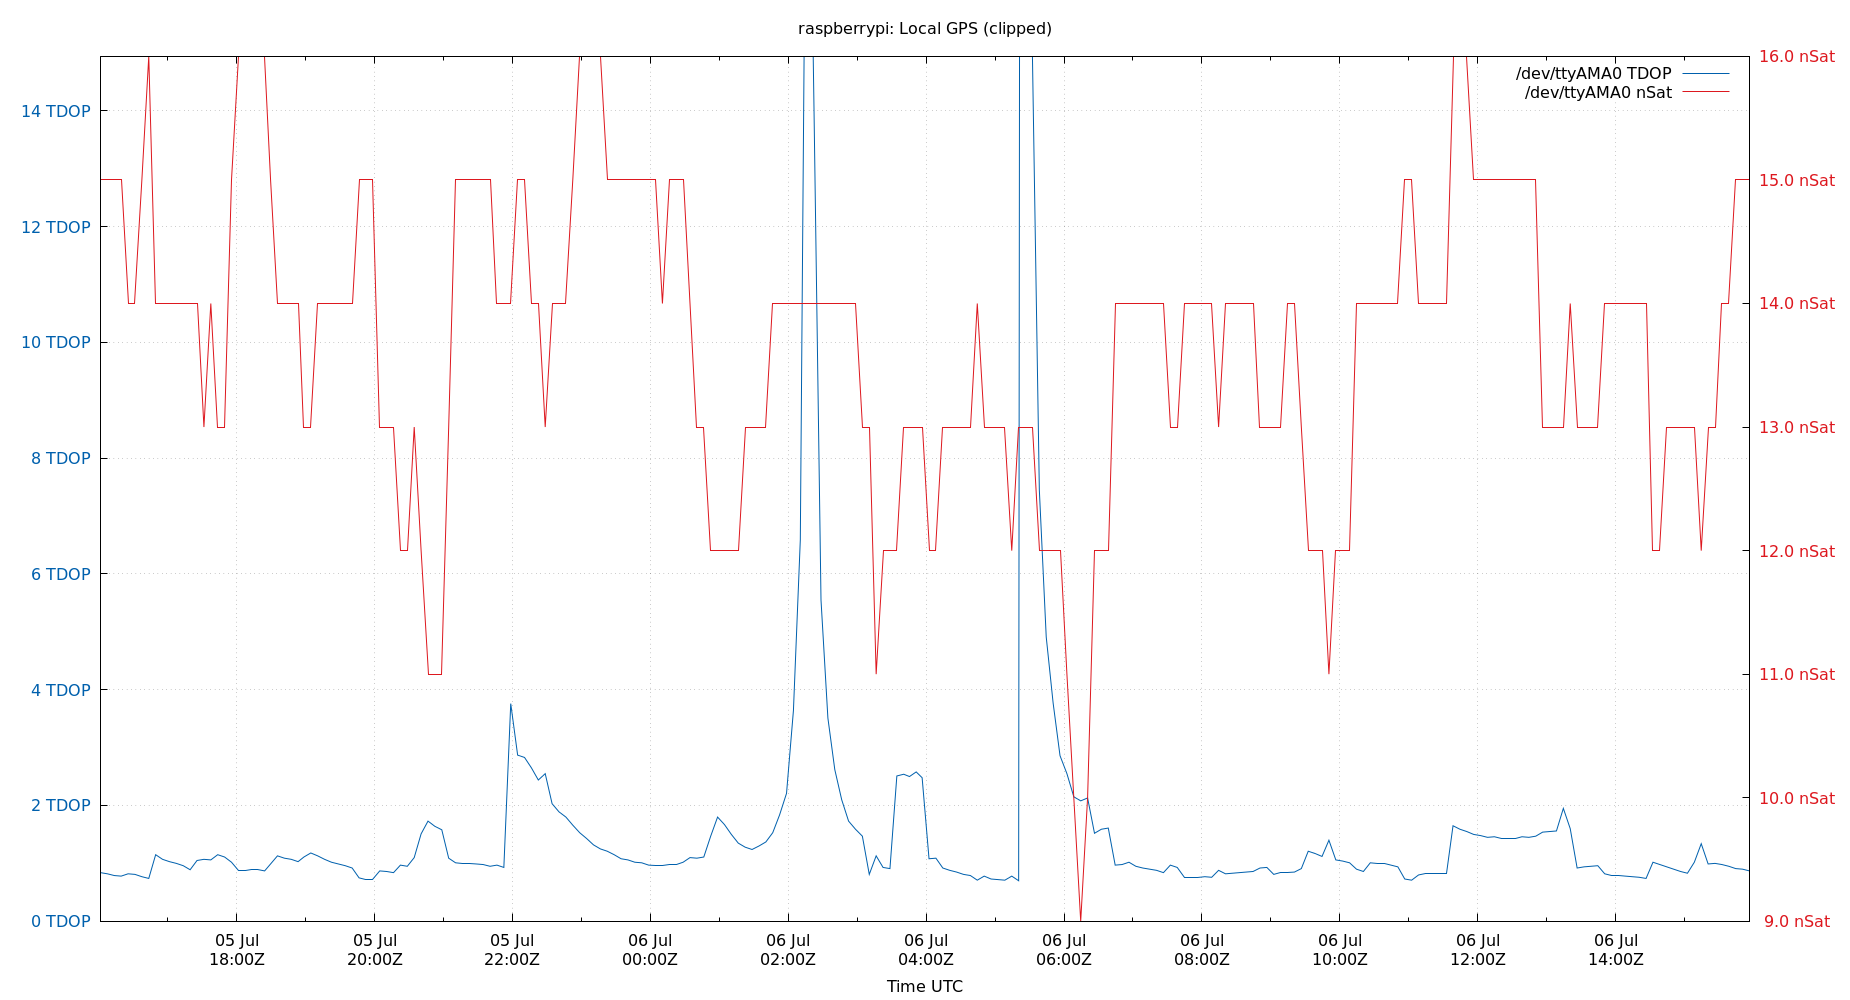 raspberrypi: Local GPS (clipped)
/dev/ttyAMA0 TDOP
/dev/ttyAMA0 nSat
14 TDOP
12 TDOP
10 TDOP
8 TDOP
6 TDOP
4 TDOP
2 TDOP
0 TDOP
16.0 nSat
15.0 nSat
14.0 nSat
13.0 nSat
12.0 nSat
11.0 nSat
10.0 nSat
9.0 nSat
05 Jul
18:00Z
05 Jul
20:00Z
05 Jul
22:00Z
06 Jul
00:00Z
06 Jul
02:00Z
06 Jul
04:00Z
06 Jul
06:00Z
06 Jul
08:00Z
06 Jul
10:00Z
06 Jul
12:00Z
06 Jul
14:00Z
Time UTC